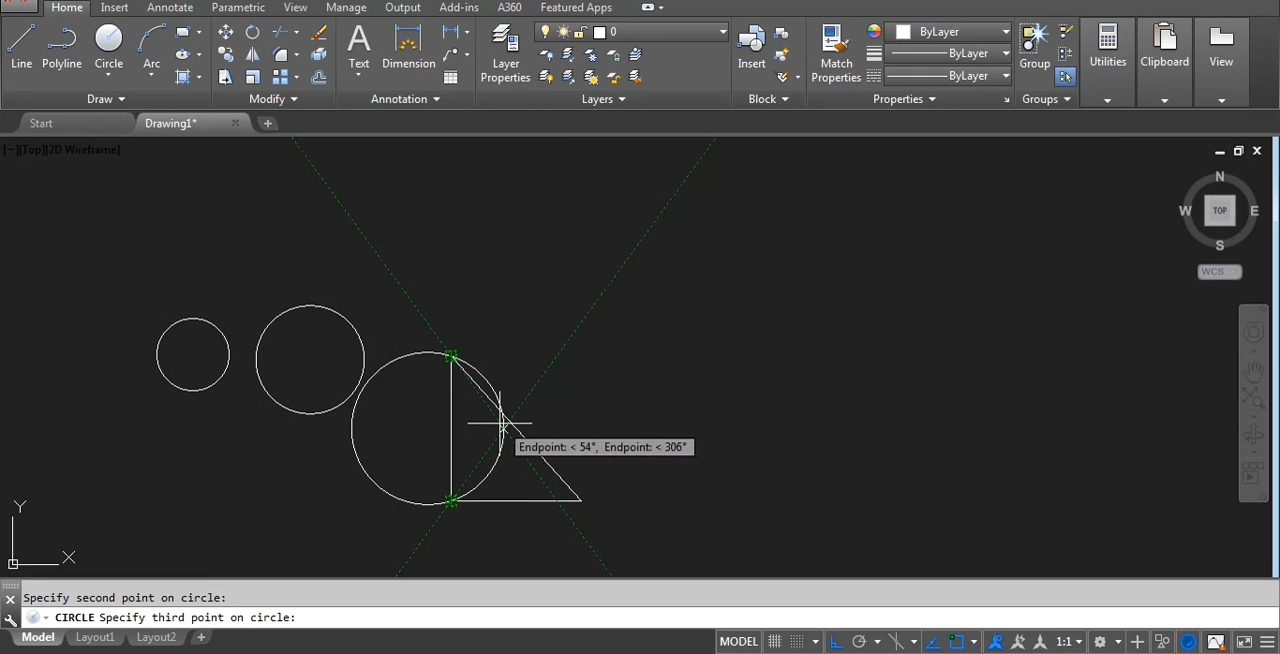 Home Insert Annotate Parametric View Manage Output Add-ins A360 Featured Apps
Line Polyline Circle Arc Text Dimension Layer Properties 0 Insert Match Properties ByLayer ByLayer ByLayer Group Utilities Clipboard View
Draw Modify Annotation Layers Block Properties Groups
Start Drawing1* +
[−][Top][2D Wireframe]
N
W TOP E
S
WCS
Endpoint: < 54°, Endpoint: < 306°
Y
X
Specify second point on circle:
CIRCLE Specify third point on circle:
Model Layout1 Layout2 + MODEL 1:1